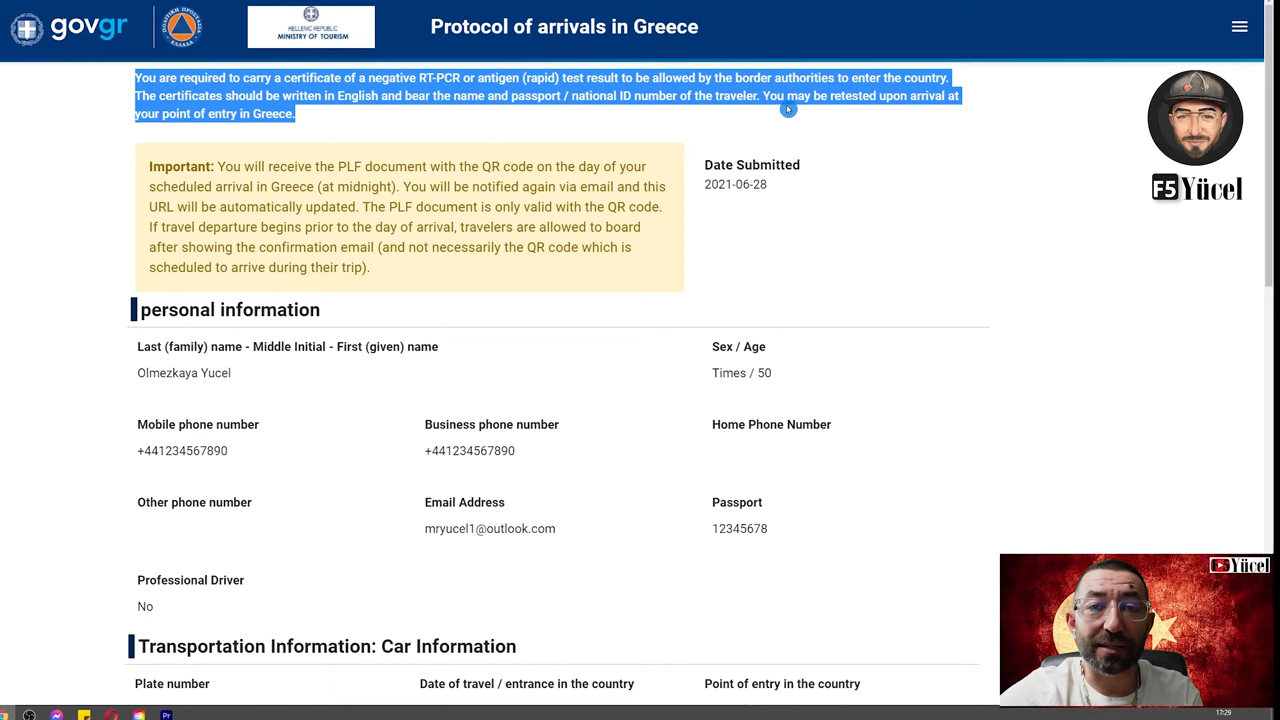 govgr
ΠΟΛΙΤΙΚΗ ΠΡΟΣΤΑΣΙΑ
ΕΛΛΑΔΑ
HELLENIC REPUBLIC
MINISTRY OF TOURISM
Protocol of arrivals in Greece
You are required to carry a certificate of a negative RT-PCR or antigen (rapid) test result to be allowed by the border authorities to enter the country.
The certificates should be written in English and bear the name and passport / national ID number of the traveler. You may be retested upon arrival at
your point of entry in Greece.
Important: You will receive the PLF document with the QR code on the day of your
scheduled arrival in Greece (at midnight). You will be notified again via email and this
URL will be automatically updated. The PLF document is only valid with the QR code.
If travel departure begins prior to the day of arrival, travelers are allowed to board
after showing the confirmation email (and not necessarily the QR code which is
scheduled to arrive during their trip).
Date Submitted
2021-06-28
F5 Yücel
personal information
Last (family) name - Middle Initial - First (given) name
Sex / Age
Olmezkaya Yucel
Times / 50
Mobile phone number
Business phone number
Home Phone Number
+441234567890
+441234567890
Other phone number
Email Address
Passport
mryucel1@outlook.com
12345678
Professional Driver
No
F5 Yücel
Transportation Information: Car Information
Plate number
Date of travel / entrance in the country
Point of entry in the country
Pr
17:29